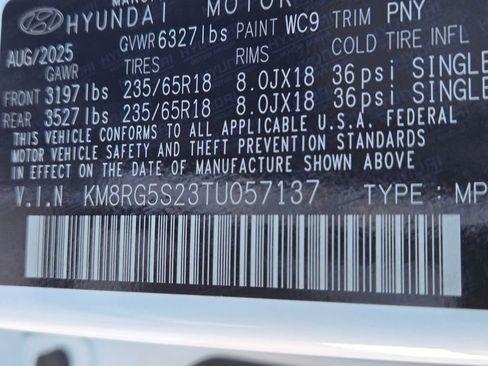 HYUNDAI MOTOR
AUG/2025 GVWR 6327lbs PAINT WC9 TRIM PNY
GAWR TIRES RIMS COLD TIRE INFL
FRONT 3197lbs 235/65R18 8.0JX18 36psi SINGLE
REAR 3527lbs 235/65R18 8.0JX18 36psi SINGLE
THIS VEHICLE CONFORMS TO ALL APPLICABLE U.S.A. FEDERAL
MOTOR VEHICLE SAFETY AND THEFT PREVENTION STANDARDS
IN EFFECT ON THE DATE OF MANUFACTURE SHOWN ABOVE.
V.I.N KM8RG5S23TU057137 TYPE : MP